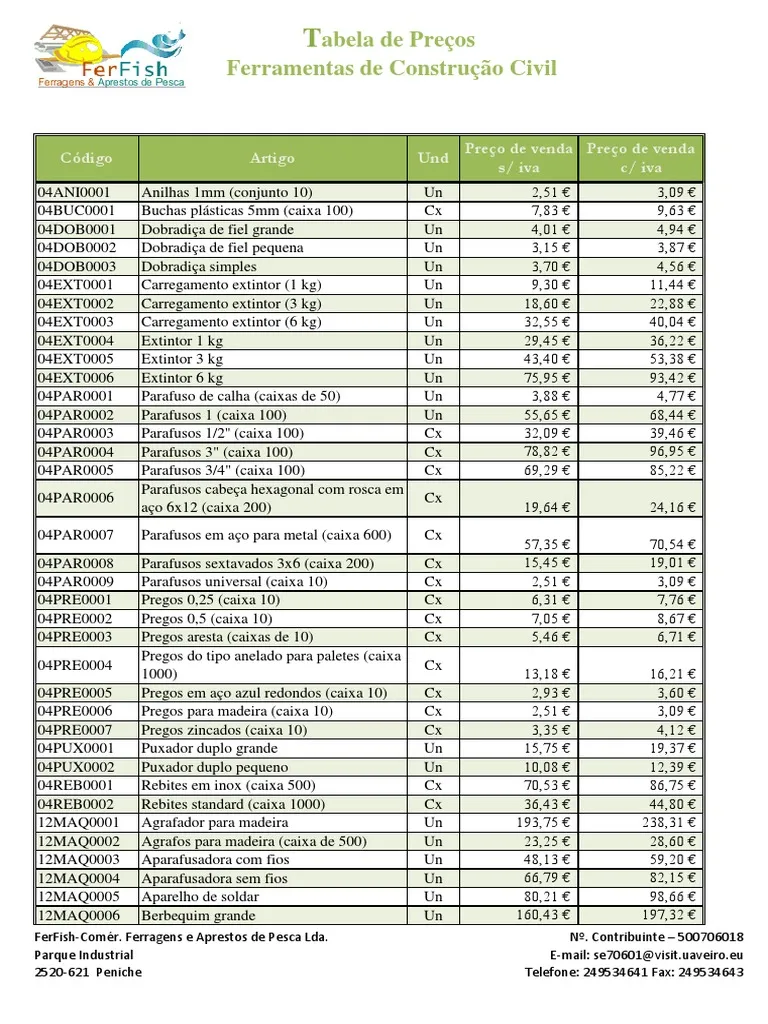 FerFish
Ferragens & Aprestos de Pesca
Tabela de Preços
Ferramentas de Construção Civil
Código Artigo Und Preço de venda s/ iva Preço de venda c/ iva
04ANI0001 Anilhas 1mm (conjunto 10) Un 2,51 € 3,09 €
04BUC0001 Buchas plásticas 5mm (caixa 100) Cx 7,83 € 9,63 €
04DOB0001 Dobradiça de fiel grande Un 4,01 € 4,94 €
04DOB0002 Dobradiça de fiel pequena Un 3,15 € 3,87 €
04DOB0003 Dobradiça simples Un 3,70 € 4,56 €
04EXT0001 Carregamento extintor (1 kg) Un 9,30 € 11,44 €
04EXT0002 Carregamento extintor (3 kg) Un 18,60 € 22,88 €
04EXT0003 Carregamento extintor (6 kg) Un 32,55 € 40,04 €
04EXT0004 Extintor 1 kg Un 29,45 € 36,22 €
04EXT0005 Extintor 3 kg Un 43,40 € 53,38 €
04EXT0006 Extintor 6 kg Un 75,95 € 93,42 €
04PAR0001 Parafuso de calha (caixas de 50) Un 3,88 € 4,77 €
04PAR0002 Parafusos 1 (caixa 100) Un 55,65 € 68,44 €
04PAR0003 Parafusos 1/2" (caixa 100) Cx 32,09 € 39,46 €
04PAR0004 Parafusos 3" (caixa 100) Cx 78,82 € 96,95 €
04PAR0005 Parafusos 3/4" (caixa 100) Cx 69,29 € 85,22 €
04PAR0006 Parafusos cabeça hexagonal com rosca em aço 6x12 (caixa 200) Cx 19,64 € 24,16 €
04PAR0007 Parafusos em aço para metal (caixa 600) Cx 57,35 € 70,54 €
04PAR0008 Parafusos sextavados 3x6 (caixa 200) Cx 15,45 € 19,01 €
04PAR0009 Parafusos universal (caixa 10) Cx 2,51 € 3,09 €
04PRE0001 Pregos 0,25 (caixa 10) Cx 6,31 € 7,76 €
04PRE0002 Pregos 0,5 (caixa 10) Cx 7,05 € 8,67 €
04PRE0003 Pregos aresta (caixas de 10) Cx 5,46 € 6,71 €
04PRE0004 Pregos do tipo anelado para paletes (caixa 1000) Cx 13,18 € 16,21 €
04PRE0005 Pregos em aço azul redondos (caixa 10) Cx 2,93 € 3,60 €
04PRE0006 Pregos para madeira (caixa 10) Cx 2,51 € 3,09 €
04PRE0007 Pregos zincados (caixa 10) Cx 3,35 € 4,12 €
04PUX0001 Puxador duplo grande Un 15,75 € 19,37 €
04PUX0002 Puxador duplo pequeno Un 10,08 € 12,39 €
04REB0001 Rebites em inox (caixa 500) Cx 70,53 € 86,75 €
04REB0002 Rebites standard (caixa 1000) Cx 36,43 € 44,80 €
12MAQ0001 Agrafador para madeira Un 193,75 € 238,31 €
12MAQ0002 Agrafos para madeira (caixa de 500) Un 23,25 € 28,60 €
12MAQ0003 Aparafusadora com fios Un 48,13 € 59,20 €
12MAQ0004 Aparafusadora sem fios Un 66,79 € 82,15 €
12MAQ0005 Aparelho de soldar Un 80,21 € 98,66 €
12MAQ0006 Berbequim grande Un 160,43 € 197,32 €
FerFish-Comér. Ferragens e Aprestos de Pesca Lda. Nº. Contribuinte – 500706018
Parque Industrial E-mail: se70601@visit.uaveiro.eu
2520-621 Peniche Telefone: 249534641 Fax: 249534643